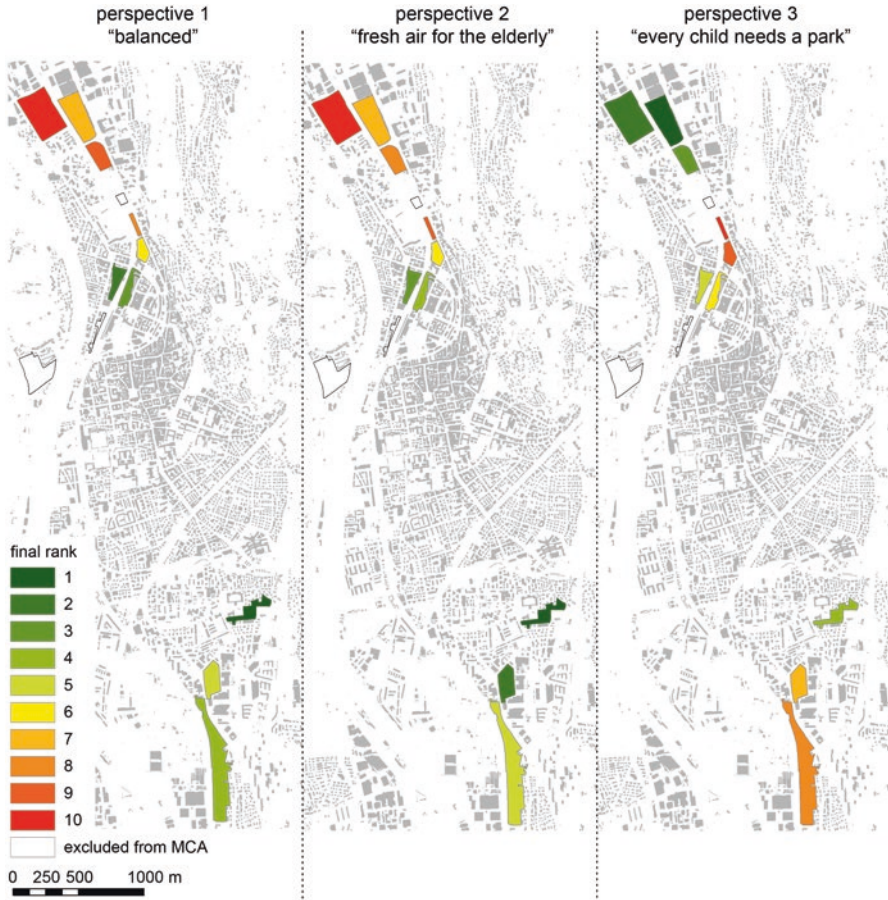 perspective 1
“balanced”
perspective 2
“fresh air for the elderly”
perspective 3
“every child needs a park”
final rank
1
2
3
4
5
6
7
8
9
10
excluded from MCA
0 250 500 1000 m